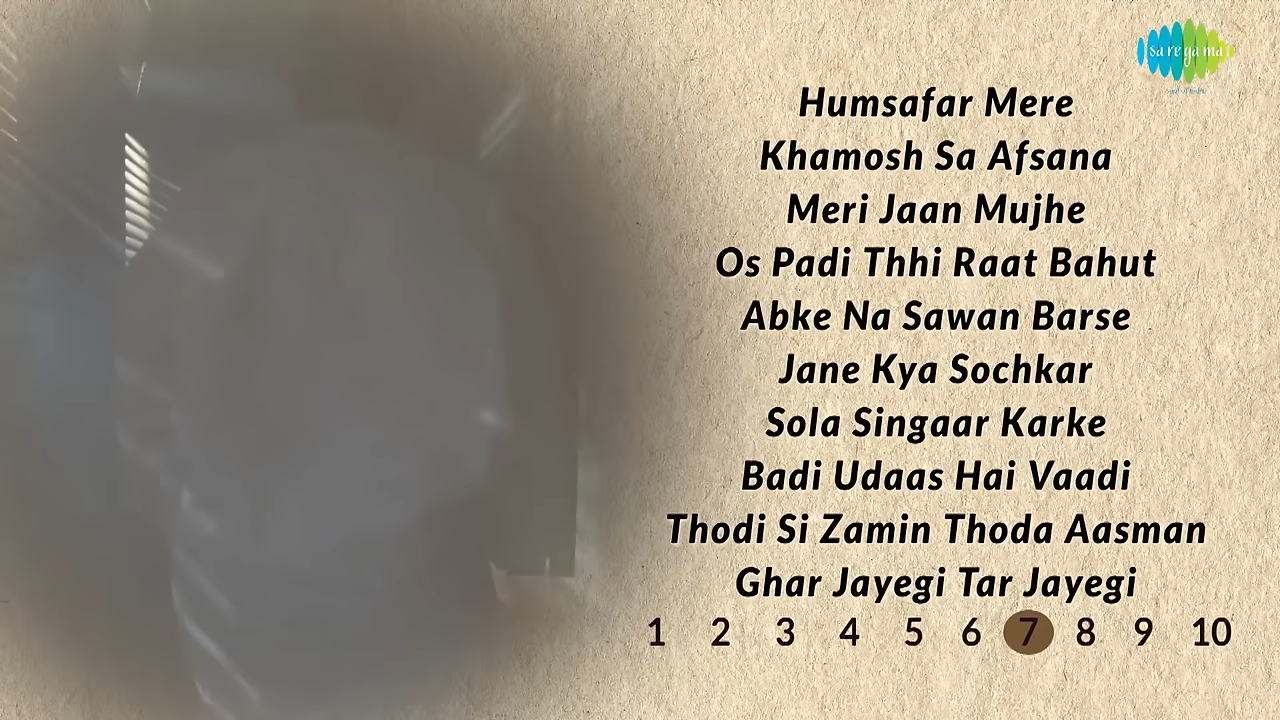 sa re ga ma
Humsafar Mere
Khamosh Sa Afsana
Meri Jaan Mujhe
Os Padi Thhi Raat Bahut
Abke Na Sawan Barse
Jane Kya Sochkar
Sola Singaar Karke
Badi Udaas Hai Vaadi
Thodi Si Zamin Thoda Aasman
Ghar Jayegi Tar Jayegi
1 2 3 4 5 6 7 8 9 10